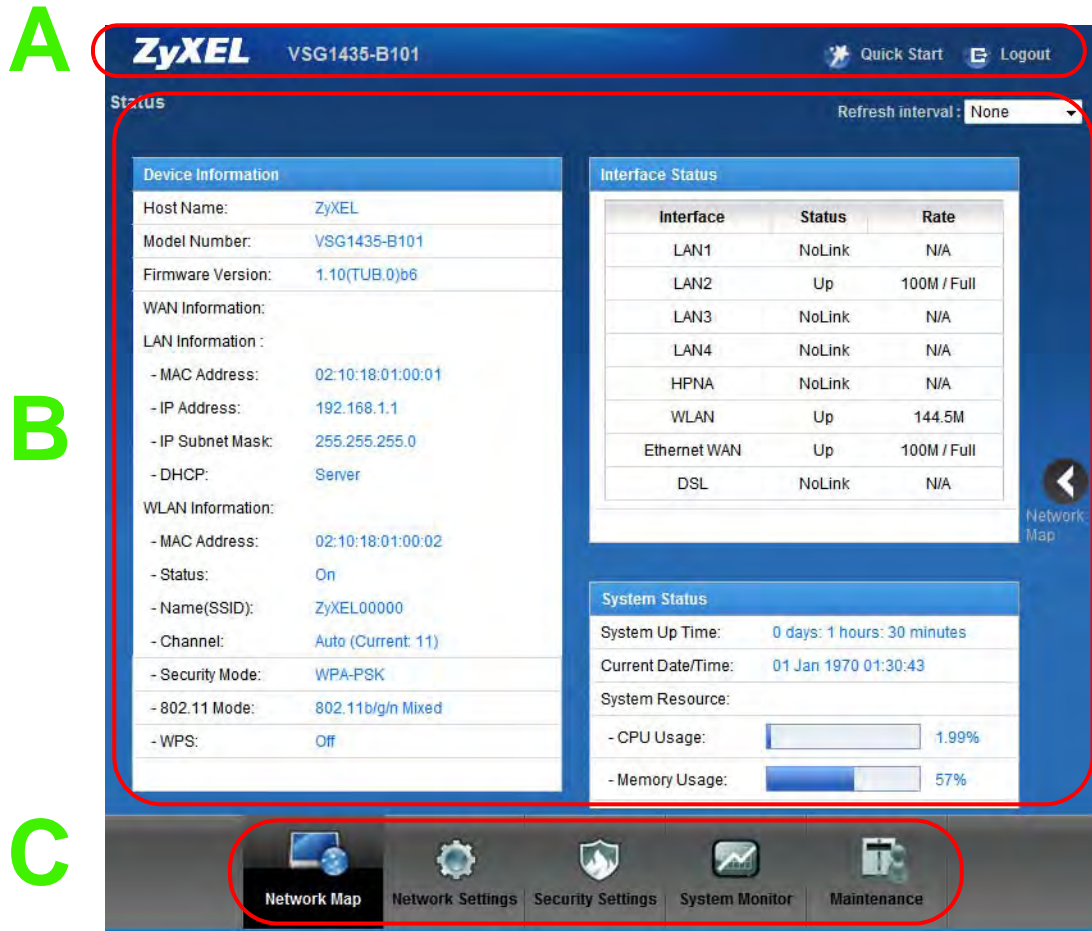 A
ZyXEL VSG1435-B101 Quick Start Logout
Status
Refresh interval : None
B
Device Information
Host Name: ZyXEL
Model Number: VSG1435-B101
Firmware Version: 1.10(TUB.0)b6
WAN Information:
LAN Information :
- MAC Address: 02:10:18:01:00:01
- IP Address: 192.168.1.1
- IP Subnet Mask: 255.255.255.0
- DHCP: Server
WLAN Information:
- MAC Address: 02:10:18:01:00:02
- Status: On
- Name(SSID): ZyXEL00000
- Channel: Auto (Current: 11)
- Security Mode: WPA-PSK
- 802.11 Mode: 802.11b/g/n Mixed
- WPS: Off
Interface Status
Interface Status Rate
LAN1 NoLink N/A
LAN2 Up 100M / Full
LAN3 NoLink N/A
LAN4 NoLink N/A
HPNA NoLink N/A
WLAN Up 144.5M
Ethernet WAN Up 100M / Full
DSL NoLink N/A
Network
Map
System Status
System Up Time: 0 days: 1 hours: 30 minutes
Current Date/Time: 01 Jan 1970 01:30:43
System Resource:
- CPU Usage: 1.99%
- Memory Usage: 57%
C
Network Map Network Settings Security Settings System Monitor Maintenance